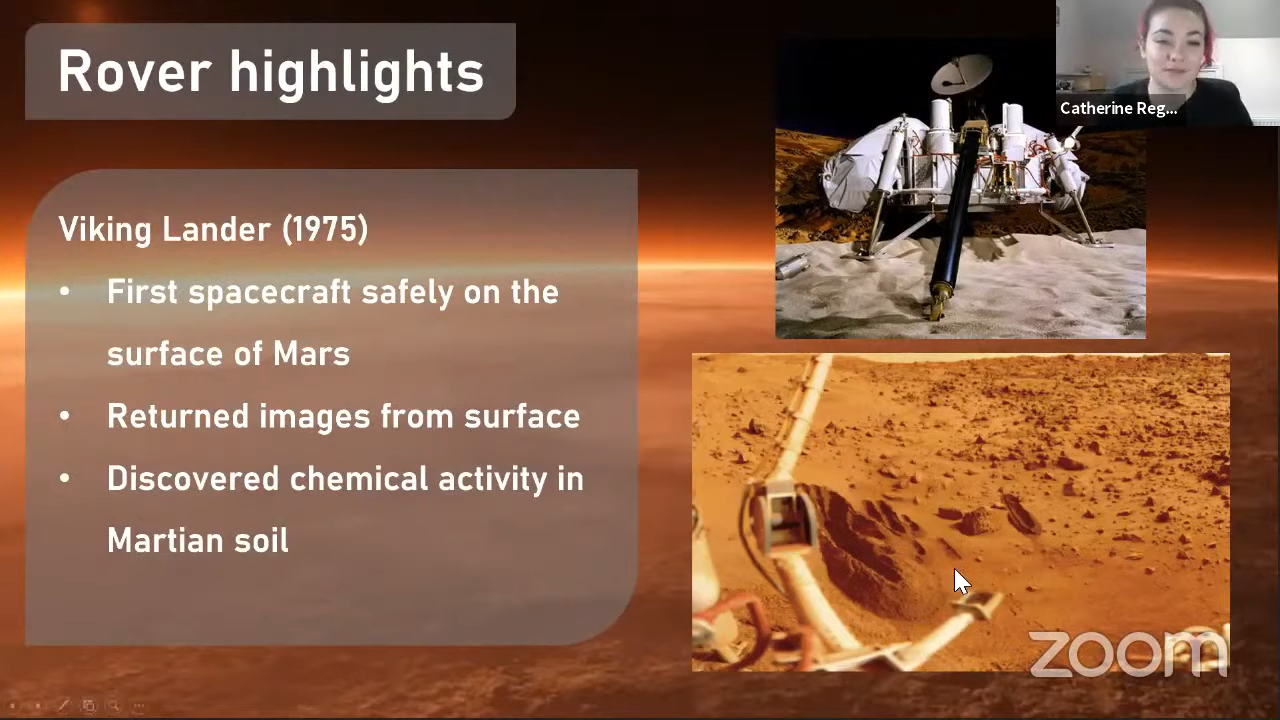 Rover highlights
Catherine Reg...
Viking Lander (1975)
• First spacecraft safely on the
surface of Mars
• Returned images from surface
• Discovered chemical activity in
Martian soil
zoom